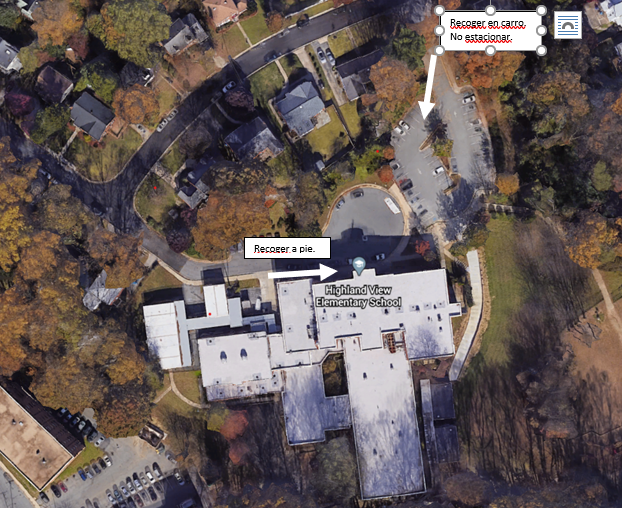 Recoger en carro.
No estacionar.
Recoger a pie.
Highland View
Elementary School